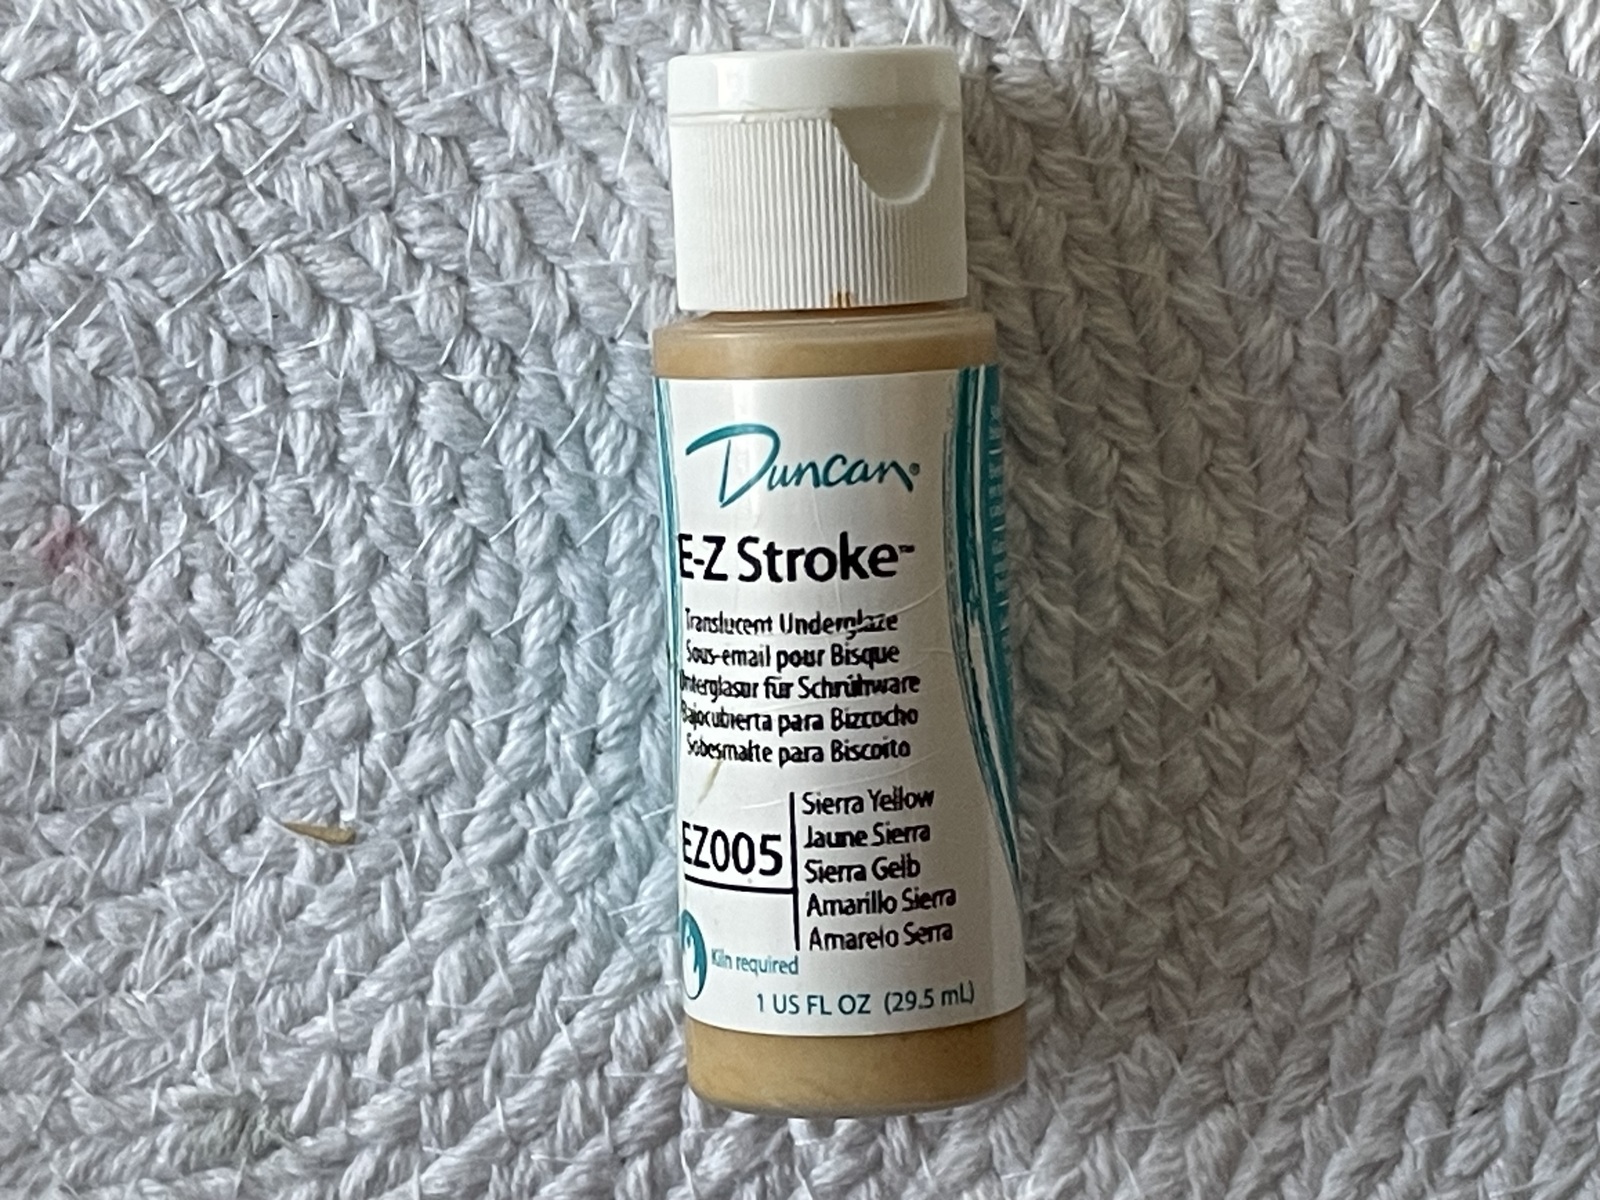 Duncan®
E-Z Stroke™
Translucent Underglaze
Sous-email pour Bisque
Unterglasur für Schrühware
Bajocubierta para Bizcocho
Sobesmalte para Biscoito
EZ005
Sierra Yellow
Jaune Sierra
Sierra Gelb
Amarillo Sierra
Amarelo Serra
Kiln required
1 US FL OZ (29.5 mL)